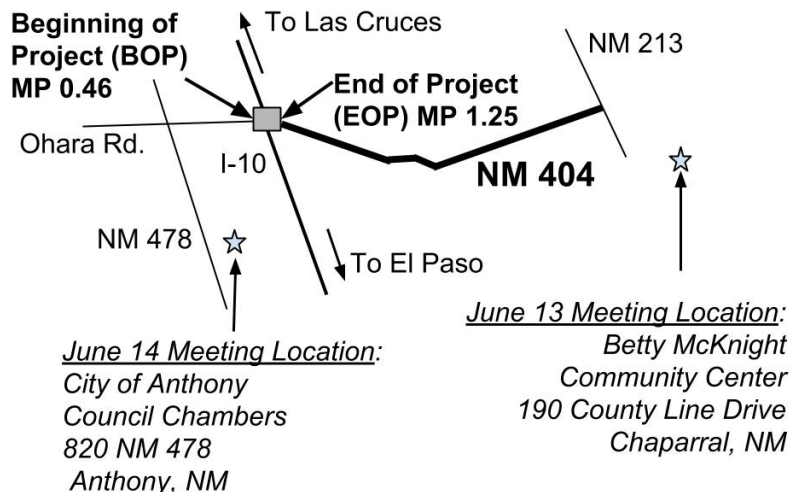 Beginning of
Project (BOP)
MP 0.46
To Las Cruces
NM 213
End of Project
(EOP) MP 1.25
Ohara Rd.
I-10
NM 404
NM 478
To El Paso
June 14 Meeting Location:
City of Anthony
Council Chambers
820 NM 478
Anthony, NM
June 13 Meeting Location:
Betty McKnight
Community Center
190 County Line Drive
Chaparral, NM